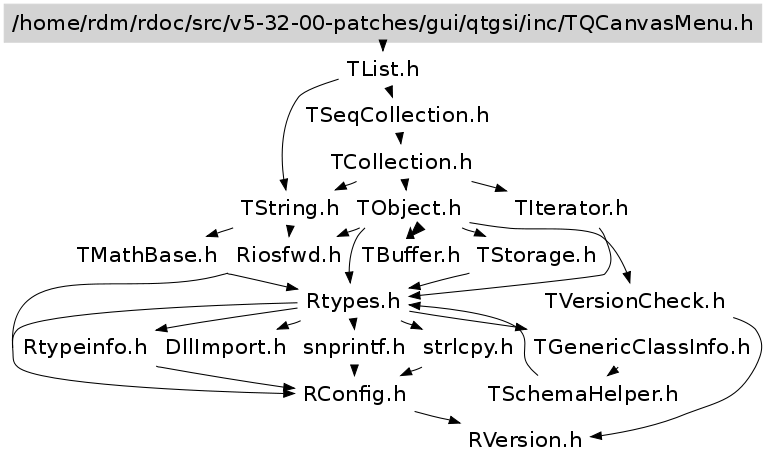 /home/rdm/rdoc/src/v5-32-00-patches/gui/qtgsi/inc/TQCanvasMenu.h
TList.h
TSeqCollection.h
TCollection.h
TString.h TObject.h TIterator.h
TMathBase.h Riosfwd.h TBuffer.h TStorage.h
Rtypes.h TVersionCheck.h
Rtypeinfo.h DllImport.h snprintf.h strlcpy.h TGenericClassInfo.h
RConfig.h TSchemaHelper.h
RVersion.h